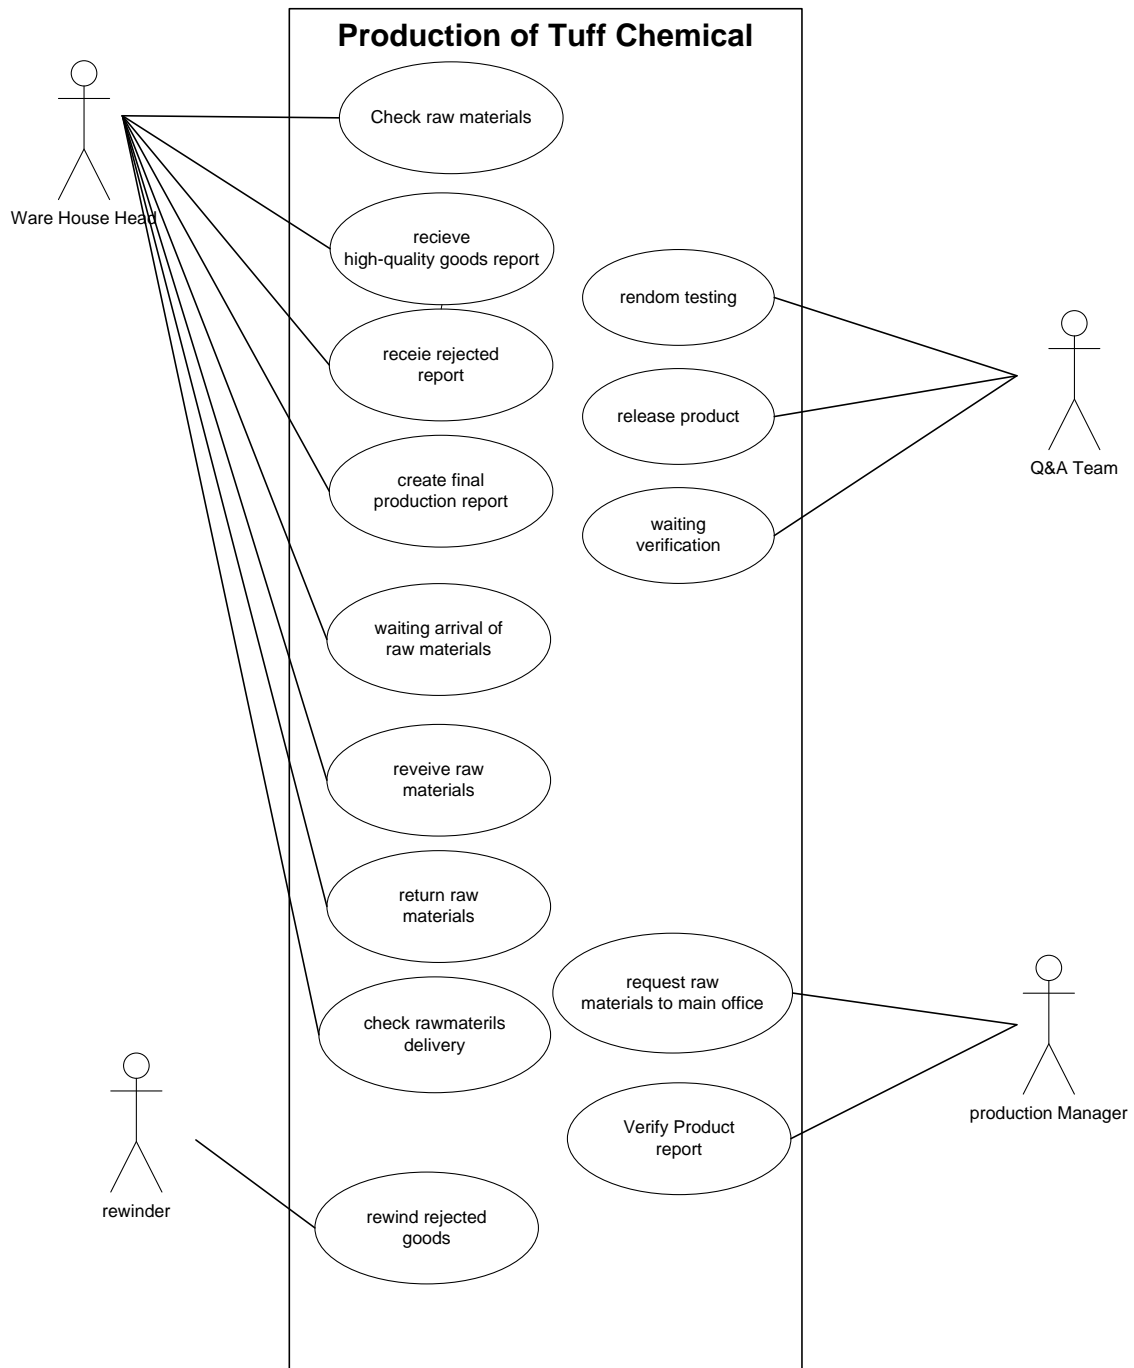 Production of Tuff Chemical
Check raw materials
Ware House Head
recieve
high-quality goods report
rendom testing
receie rejected
report
release product
Q&A Team
create final
production report
waiting
verification
waiting arrival of
raw materials
reveive raw
materials
return raw
materials
request raw
materials to main office
check rawmaterils
delivery
production Manager
Verify Product
report
rewinder
rewind rejected
goods